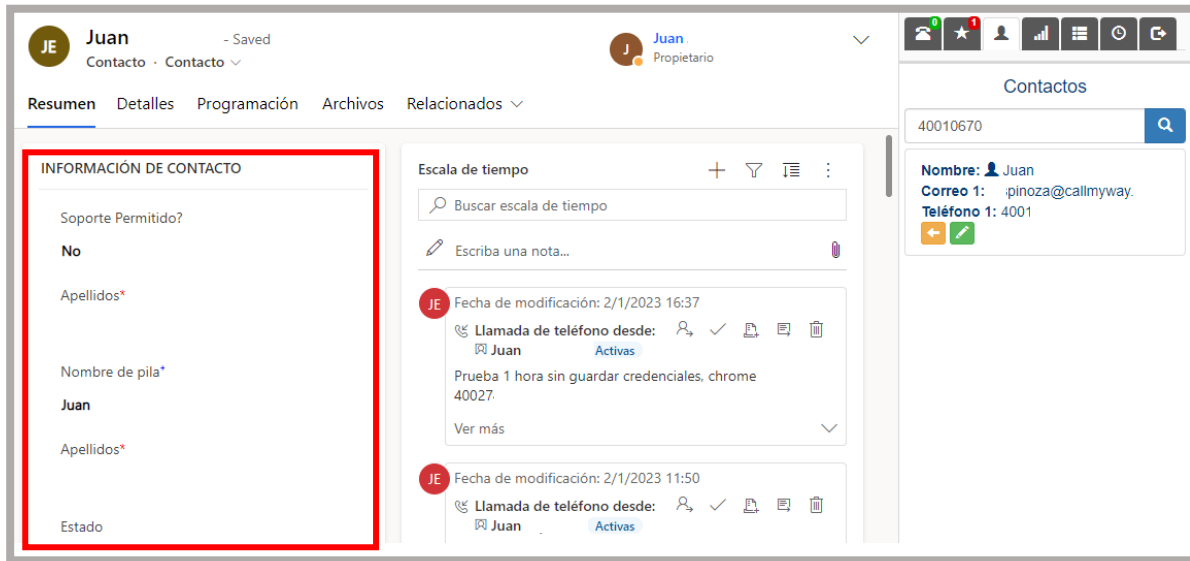 JE
Juan - Saved
Contacto · Contacto
J
Juan
Propietario
Resumen Detalles Programación Archivos Relacionados
INFORMACIÓN DE CONTACTO
Soporte Permitido?
No
Apellidos*
Nombre de pila*
Juan
Apellidos*
Estado
Escala de tiempo
Buscar escala de tiempo
Escriba una nota...
JE
Fecha de modificación: 2/1/2023 16:37
Llamada de teléfono desde:
Juan Activas
Prueba 1 hora sin guardar credenciales, chrome
40027
Ver más
JE
Fecha de modificación: 2/1/2023 11:50
Llamada de teléfono desde:
Juan Activas
0
1
Contactos
40010670
Nombre: Juan
Correo 1: pinoza@callmyway.
Teléfono 1: 4001